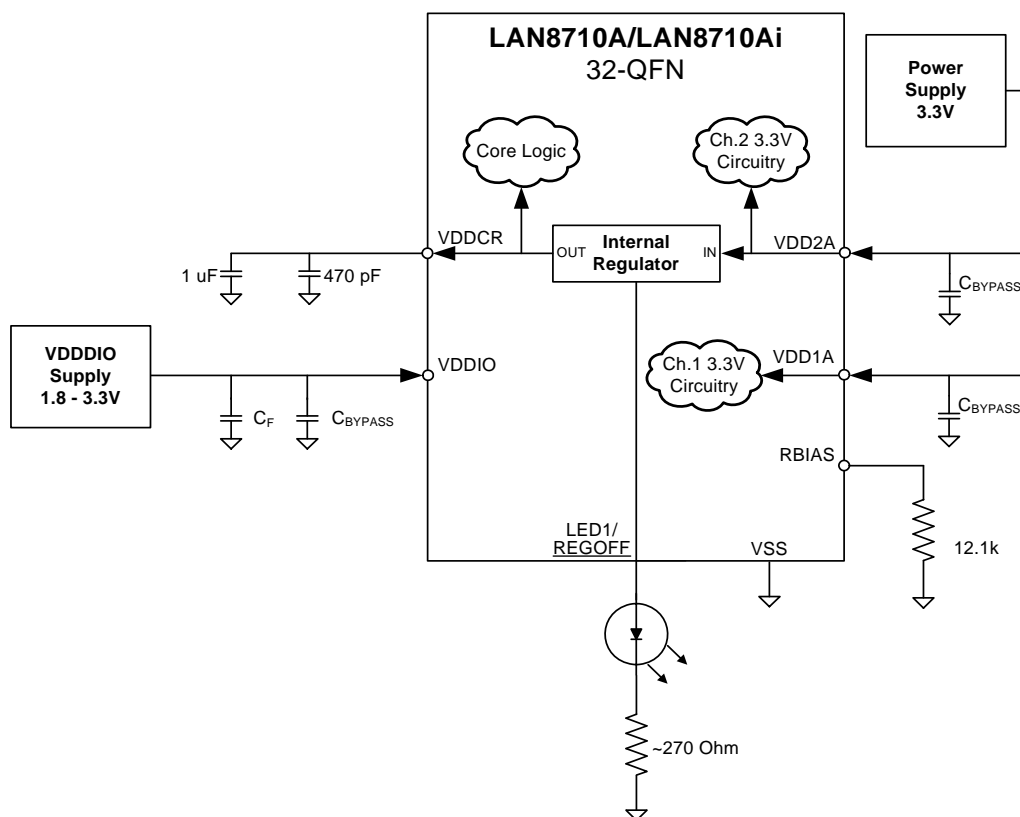 LAN8710A/LAN8710Ai
32-QFN
Power
Supply
3.3V
Core Logic
Ch.2 3.3V
Circuitry
VDDCR
OUT
Internal
Regulator
IN
VDD2A
1 uF
470 pF
CBYPASS
VDDDIO
Supply
1.8 - 3.3V
VDDIO
Ch.1 3.3V
Circuitry
VDD1A
CF
CBYPASS
CBYPASS
RBIAS
12.1k
LED1/
REGOFF
VSS
~270 Ohm